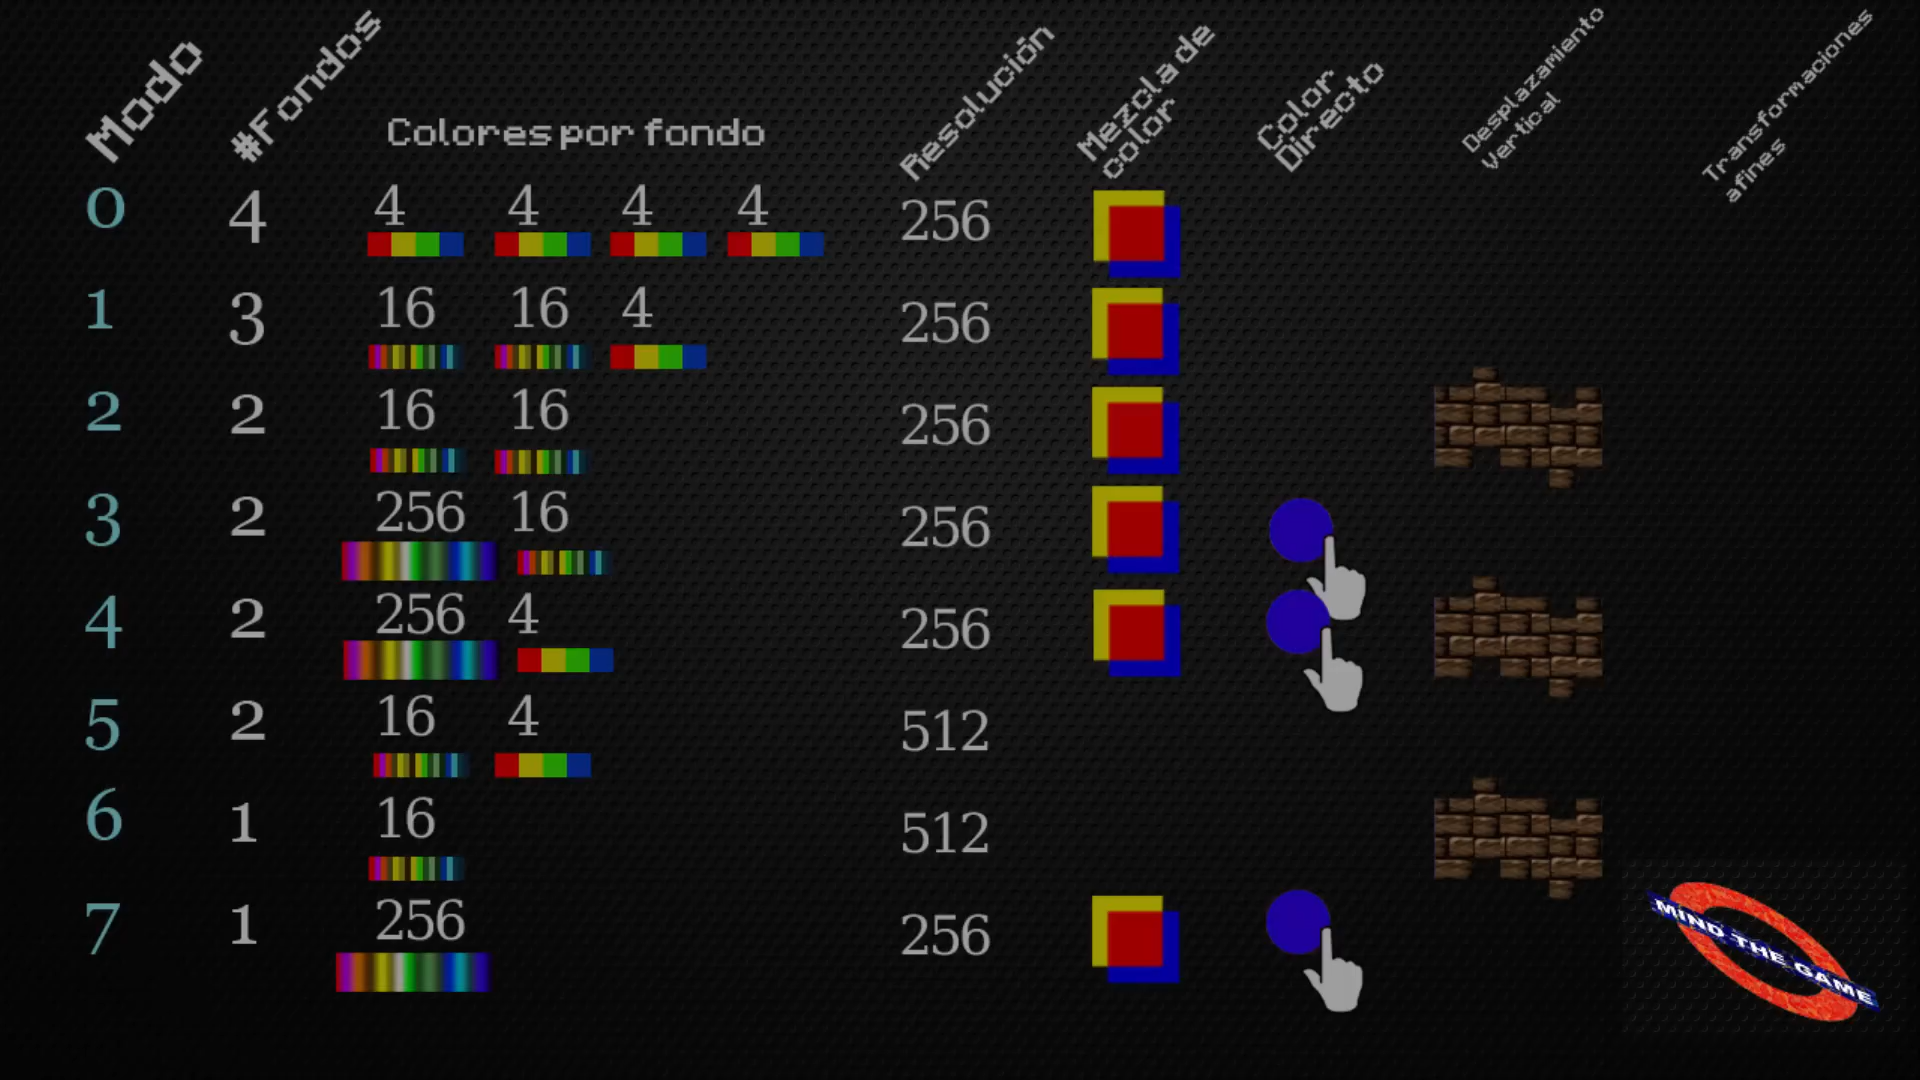 Modo
#Fondos
Colores por fondo
Resolución
Mezcla de
color
Color
Directo
Desplazamiento
Vertical
Transformaciones
afines
0 4 4 4 4 4 256
1 3 16 16 4 256
2 2 16 16 256
3 2 256 16 256
4 2 256 4 256
5 2 16 4 512
6 1 16 512
7 1 256 256
MIND THE GAME